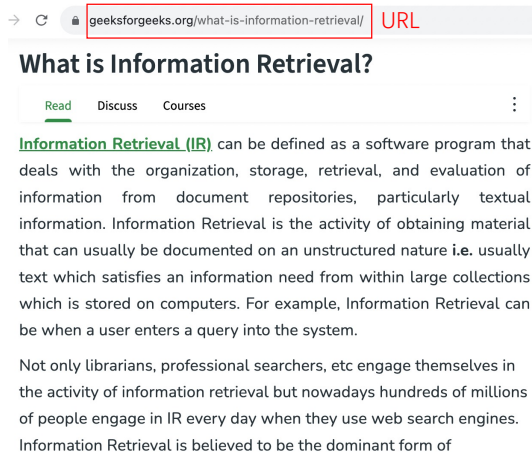 geeksforgeeks.org/what-is-information-retrieval/ URL
What is Information Retrieval?
Read Discuss Courses
Information Retrieval (IR) can be defined as a software program that
deals with the organization, storage, retrieval, and evaluation of
information from document repositories, particularly textual
information. Information Retrieval is the activity of obtaining material
that can usually be documented on an unstructured nature i.e. usually
text which satisfies an information need from within large collections
which is stored on computers. For example, Information Retrieval can
be when a user enters a query into the system.
Not only librarians, professional searchers, etc engage themselves in
the activity of information retrieval but nowadays hundreds of millions
of people engage in IR every day when they use web search engines.
Information Retrieval is believed to be the dominant form of